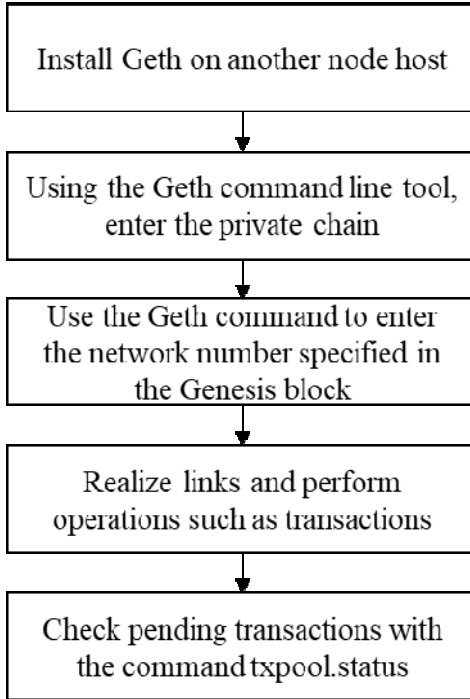 Install Geth on another node host
Using the Geth command line tool,
enter the private chain
Use the Geth command to enter
the network number specified in
the Genesis block
Realize links and perform
operations such as transactions
Check pending transactions with
the command txpool.status